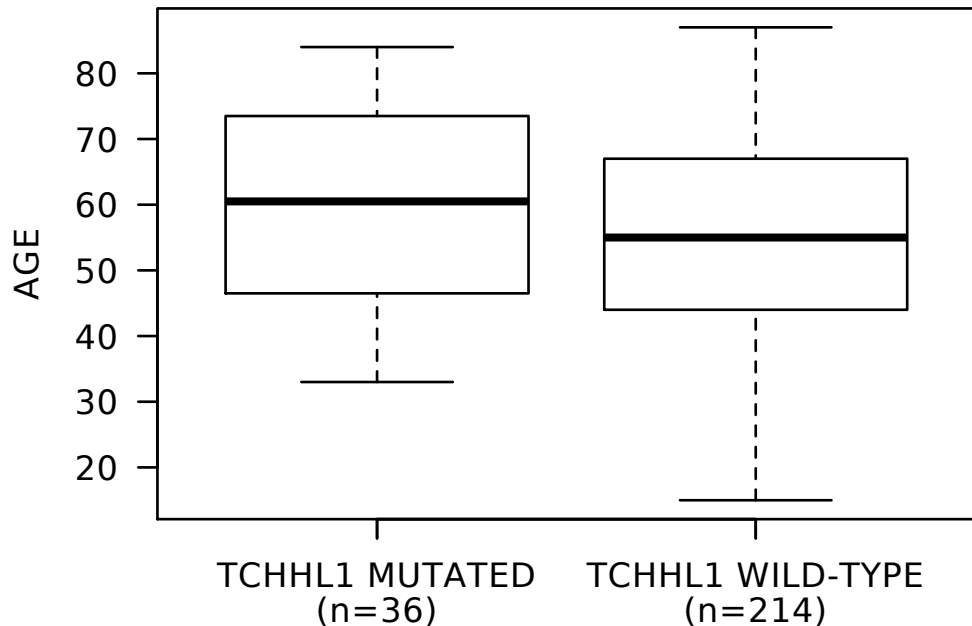 AGE
80
70
60
50
40
30
20
TCHHL1 MUTATED
(n=36)
TCHHL1 WILD-TYPE
(n=214)